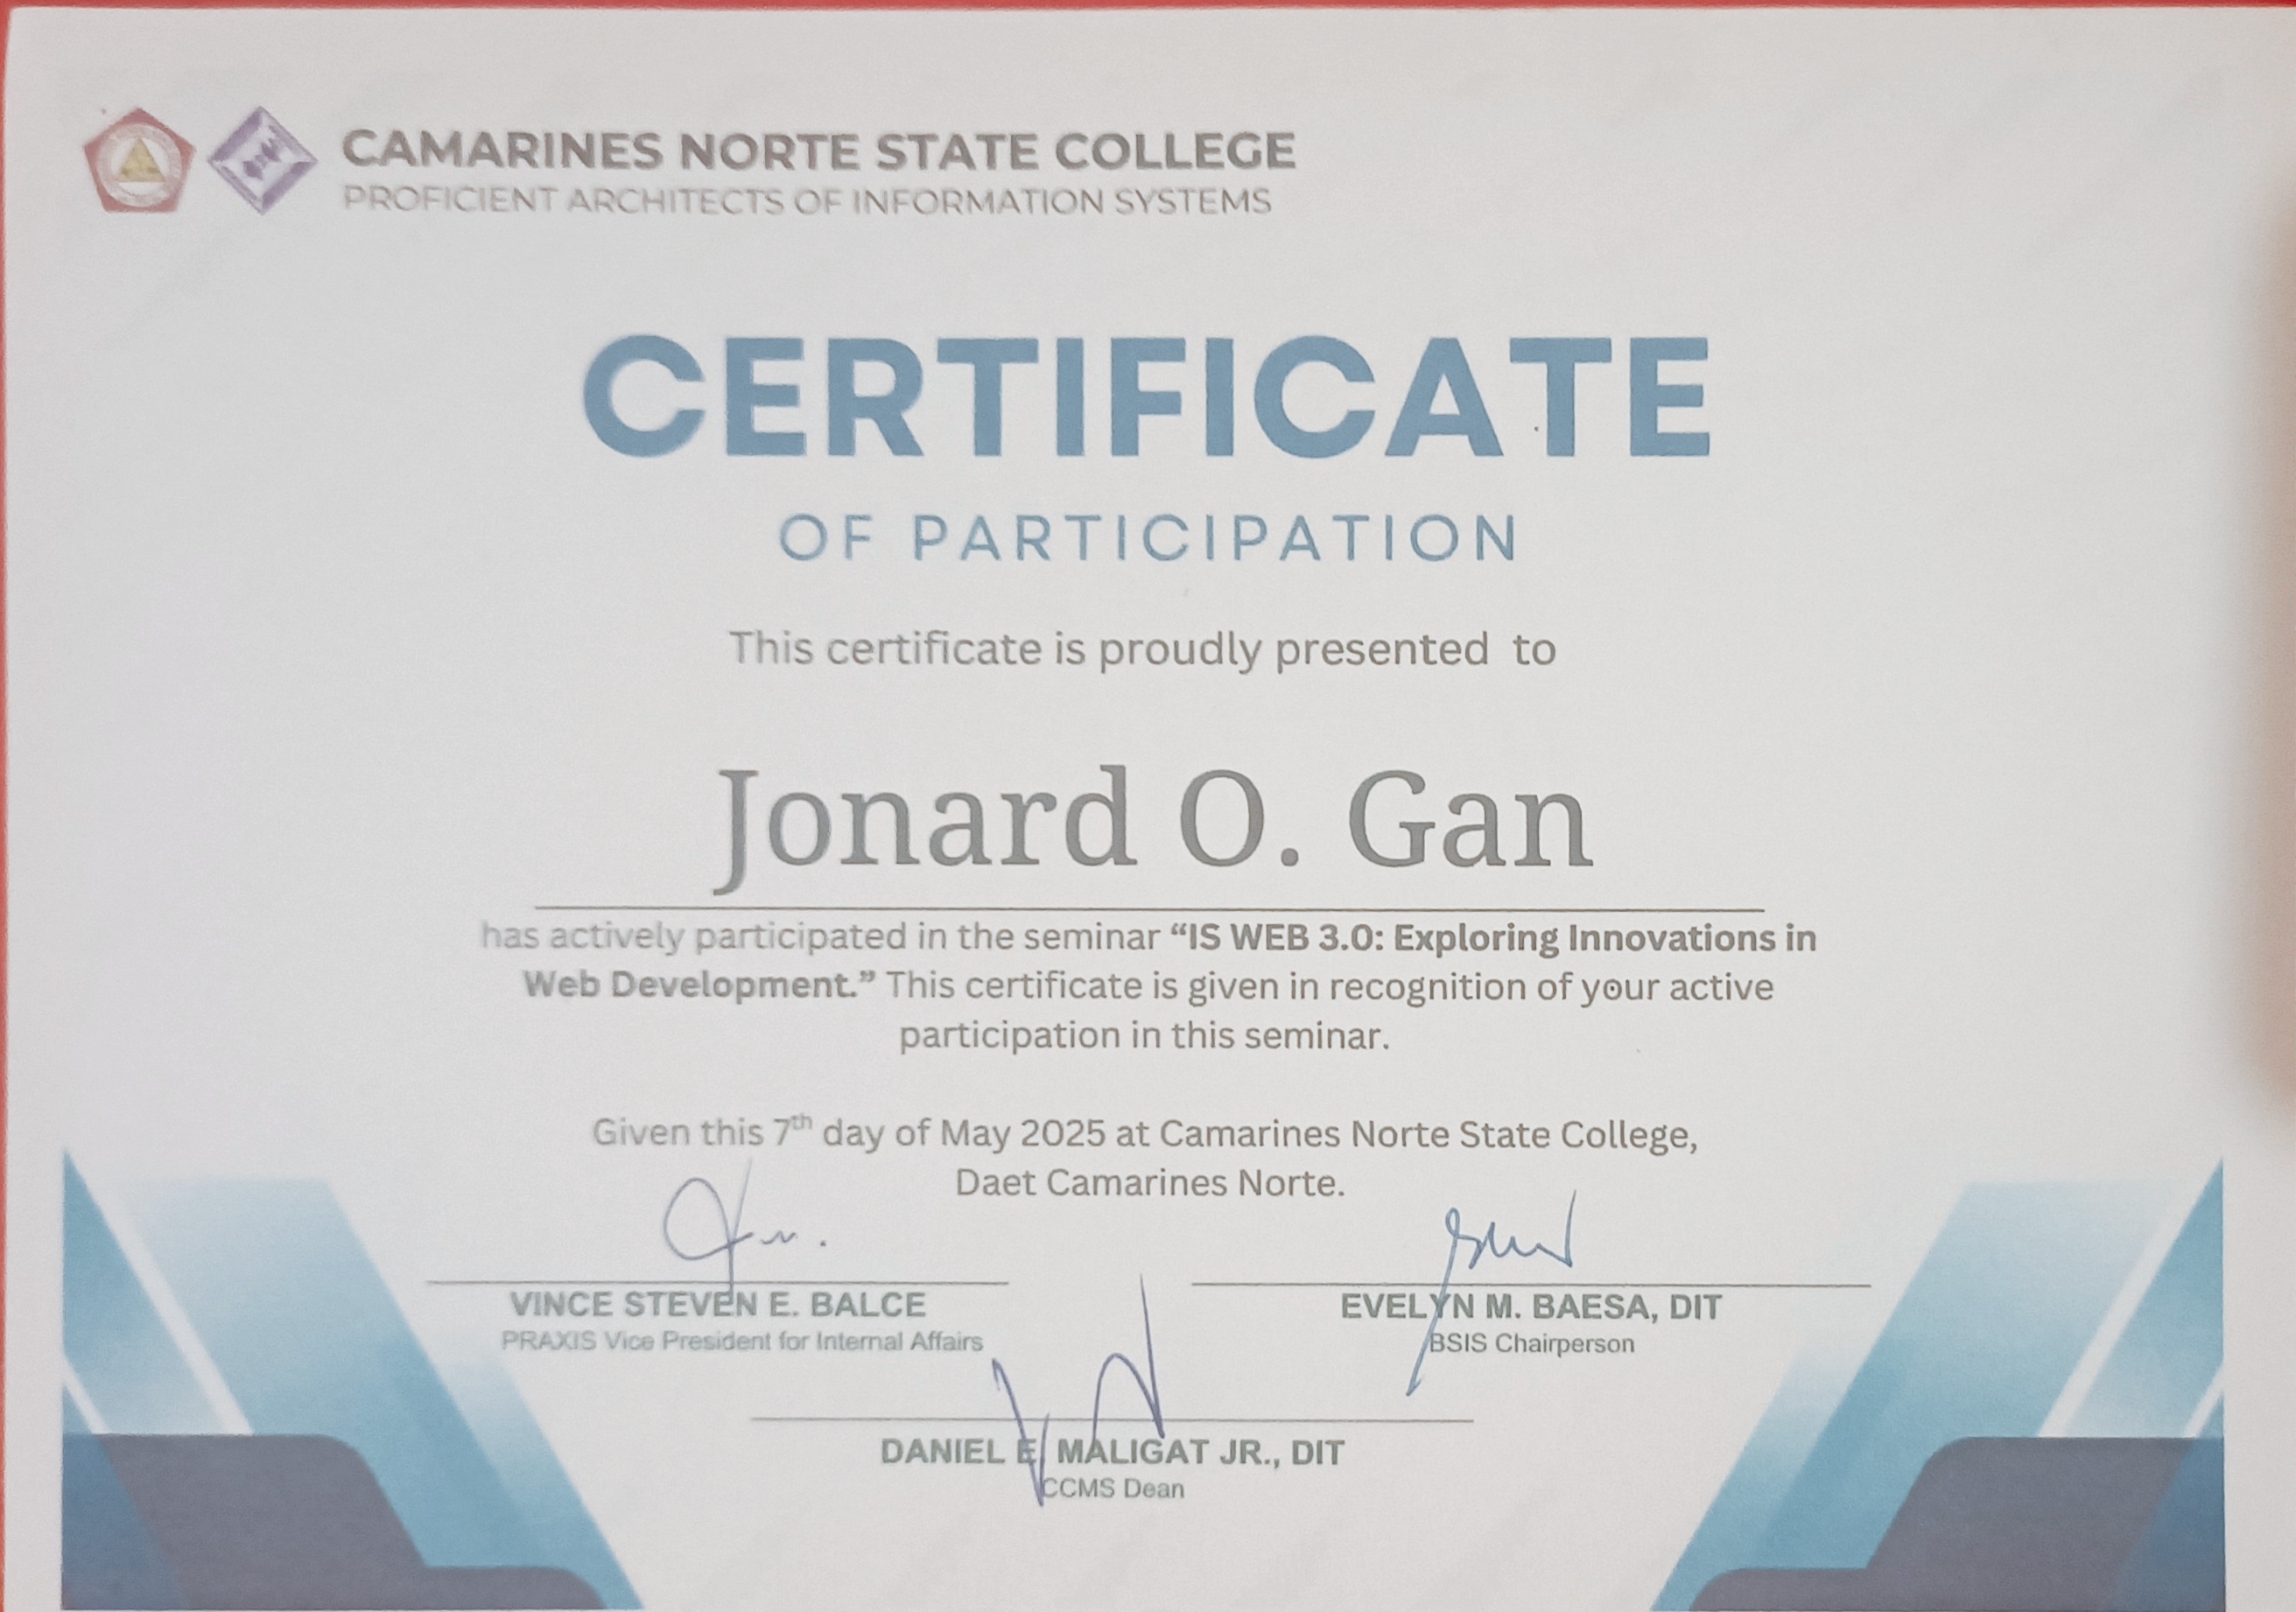 CAMARINES NORTE STATE COLLEGE
PROFICIENT ARCHITECTS OF INFORMATION SYSTEMS
CERTIFICATE
OF PARTICIPATION
This certificate is proudly presented to
Jonard O. Gan
has actively participated in the seminar “IS WEB 3.0: Exploring Innovations in
Web Development.” This certificate is given in recognition of your active
participation in this seminar.
Given this 7th day of May 2025 at Camarines Norte State College,
Daet Camarines Norte.
VINCE STEVEN E. BALCE
PRAXIS Vice President for Internal Affairs
EVELYN M. BAESA, DIT
BSIS Chairperson
DANIEL E. MALIGAT JR., DIT
CCMS Dean